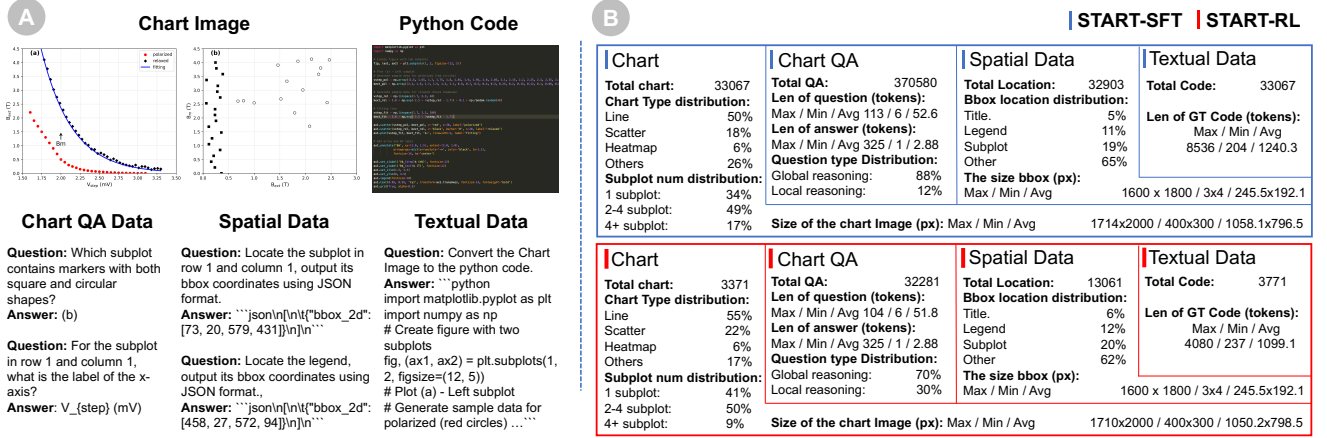 A
Chart Image
Python Code
(a)
polarized
relaxed
fitting
Bm
V_step (mV)
(b)
Chart QA Data
Question: Which subplot
contains markers with both
square and circular
shapes?
Answer: (b)
Question: For the subplot
in row 1 and column 1,
what is the label of the x-
axis?
Answer: V_{step} (mV)
Spatial Data
Question: Locate the subplot in
row 1 and column 1, output its
bbox coordinates using JSON
format.
Answer: ```json\n[\n\t{"bbox_2d":
[73, 20, 579, 431]}\n]\n```
Question: Locate the legend,
output its bbox coordinates using
JSON format.,
Answer: ```json\n[\n\t{"bbox_2d":
[458, 27, 572, 94]}\n]\n```
Textual Data
Question: Convert the Chart
Image to the python code.
Answer: ```python
import matplotlib.pyplot as plt
import numpy as np
# Create figure with two
subplots
fig, (ax1, ax2) = plt.subplots(1,
2, figsize=(12, 5))
# Plot (a) - Left subplot
# Generate sample data for
polarized (red circles) …```
B
START-SFT START-RL
Chart
Total chart: 33067
Chart Type distribution:
Line 50%
Scatter 18%
Heatmap 6%
Others 26%
Subplot num distribution:
1 subplot: 34%
2-4 subplot: 49%
4+ subplot: 17%
Chart QA
Total QA: 370580
Len of question (tokens):
Max / Min / Avg 113 / 6 / 52.6
Len of answer (tokens):
Max / Min / Avg 325 / 1 / 2.88
Question type Distribution:
Global reasoning: 88%
Local reasoning: 12%
Spatial Data
Total Location: 32903
Bbox location distribution:
Title. 5%
Legend 11%
Subplot 19%
Other 65%
The size bbox (px):
Max / Min / Avg 1600 x 1800 / 3x4 / 245.5x192.1
Textual Data
Total Code: 33067
Len of GT Code (tokens):
Max / Min / Avg
8536 / 204 / 1240.3
Size of the chart Image (px): Max / Min / Avg 1714x2000 / 400x300 / 1058.1x796.5
Chart
Total chart: 3371
Chart Type distribution:
Line 55%
Scatter 22%
Heatmap 6%
Others 17%
Subplot num distribution:
1 subplot: 41%
2-4 subplot: 50%
4+ subplot: 9%
Chart QA
Total QA: 32281
Len of question (tokens):
Max / Min / Avg 104 / 6 / 51.8
Len of answer (tokens):
Max / Min / Avg 325 / 1 / 2.88
Question type Distribution:
Global reasoning: 70%
Local reasoning: 30%
Spatial Data
Total Location: 13061
Bbox location distribution:
Title. 6%
Legend 12%
Subplot 20%
Other 62%
The size bbox (px):
Max / Min / Avg 1600 x 1800 / 3x4 / 245.5x192.1
Textual Data
Total Code: 3771
Len of GT Code (tokens):
Max / Min / Avg
4080 / 237 / 1099.1
Size of the chart Image (px): Max / Min / Avg 1710x2000 / 400x300 / 1050.2x798.5